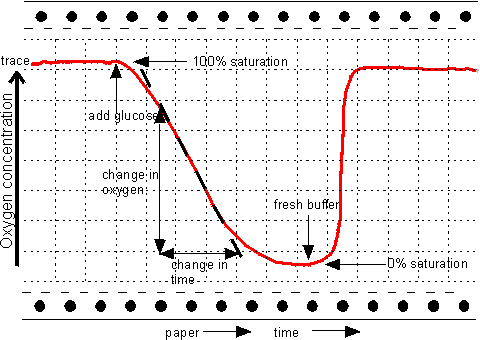 trace
100% saturation
add glucose
Oxygen concentration
change in
oxygen
fresh buffer
change in
time
0% saturation
paper
time